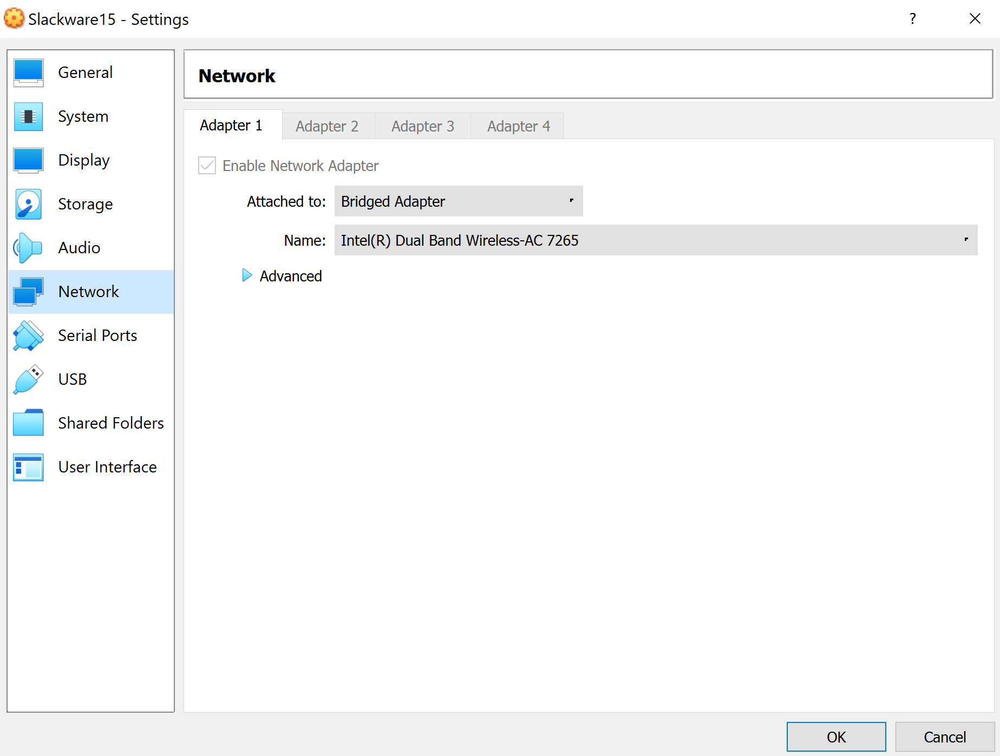 Slackware15 - Settings
?
General
System
Display
Storage
Audio
Network
Serial Ports
USB
Shared Folders
User Interface
Network
Adapter 1 Adapter 2 Adapter 3 Adapter 4
Enable Network Adapter
Attached to: Bridged Adapter
Name: Intel(R) Dual Band Wireless-AC 7265
Advanced
OK Cancel